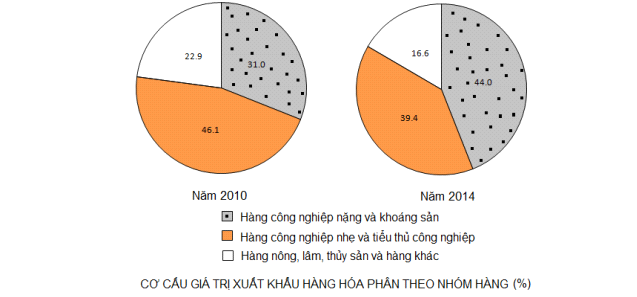 22.9
31.0
46.1
16.6
44.0
39.4
Năm 2010
Năm 2014
Hàng công nghiệp nặng và khoáng sản
Hàng công nghiệp nhẹ và tiểu thủ công nghiệp
Hàng nông, lâm, thủy sản và hàng khác
CƠ CẤU GIÁ TRỊ XUẤT KHẨU HÀNG HÓA PHÂN THEO NHÓM HÀNG (%)